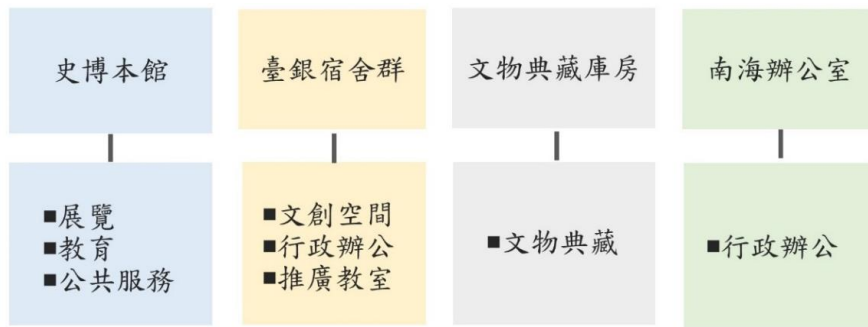 史博本館
臺銀宿舍群
文物典藏庫房
南海辦公室
■展覽
■教育
■公共服務
■文創空間
■行政辦公
■推廣教室
■文物典藏
■行政辦公